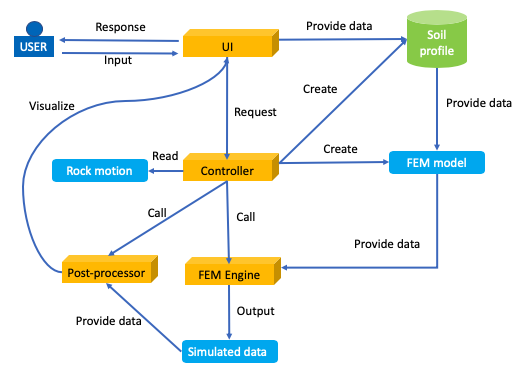 Response
Provide data
USER
UI
Soil
profile
Input
Create
Visualize
Request
Provide data
Read
Create
Rock motion
Controller
FEM model
Call
Call
Provide data
Post-processor
FEM Engine
Output
Provide data
Simulated data